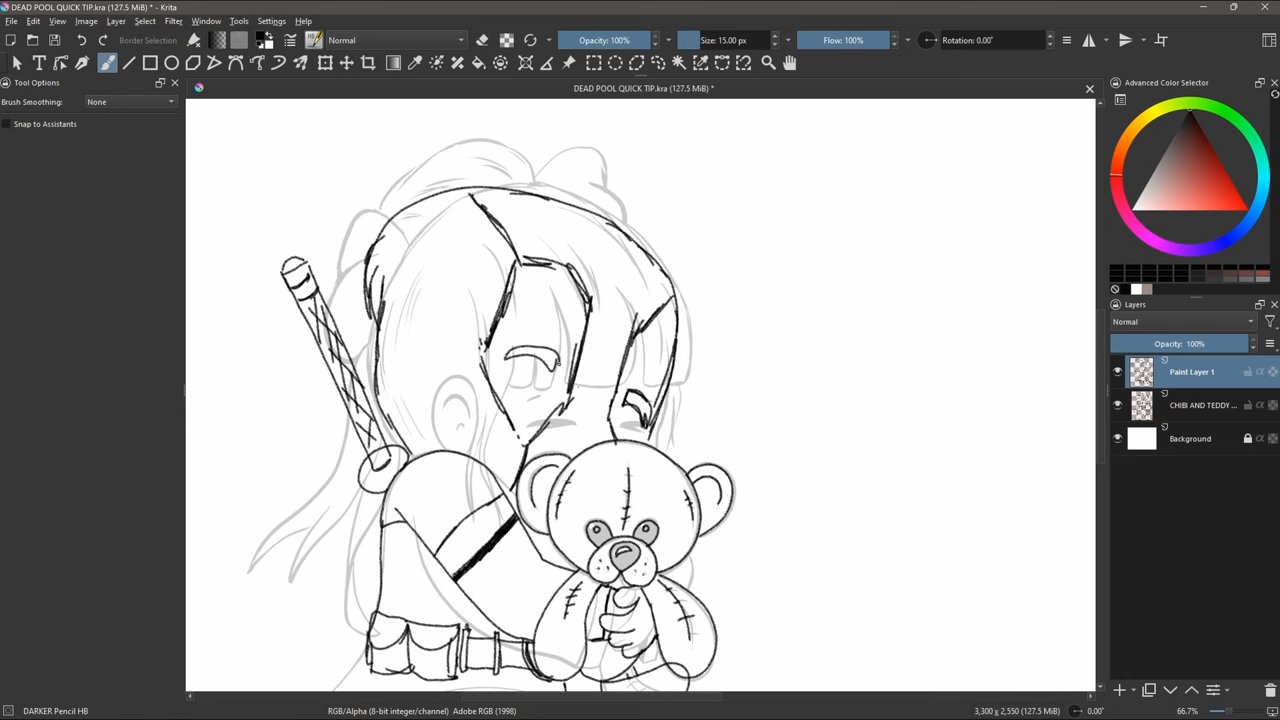 DEAD POOL QUICK TIP.kra (127.5 MiB) * - Krita
File Edit View Image Layer Select Filter Tools Settings Window Help
Border Selection Normal Opacity: 100% Size: 15.00 px Flow: 100% Rotation: 0.00°
Tool Options
Brush Smoothing: None
Snap to Assistants
DEAD POOL QUICK TIP.kra (127.5 MiB) *
Advanced Color Selector
Layers
Normal
Opacity: 100%
Paint Layer 1
CHIBI AND TEDDY ...
Background
DARKER Pencil HB RGB/Alpha (8-bit integer/channel) Adobe RGB (1998) 3,300 x 2,550 (127.5 MiB) 0.00° 66.7%